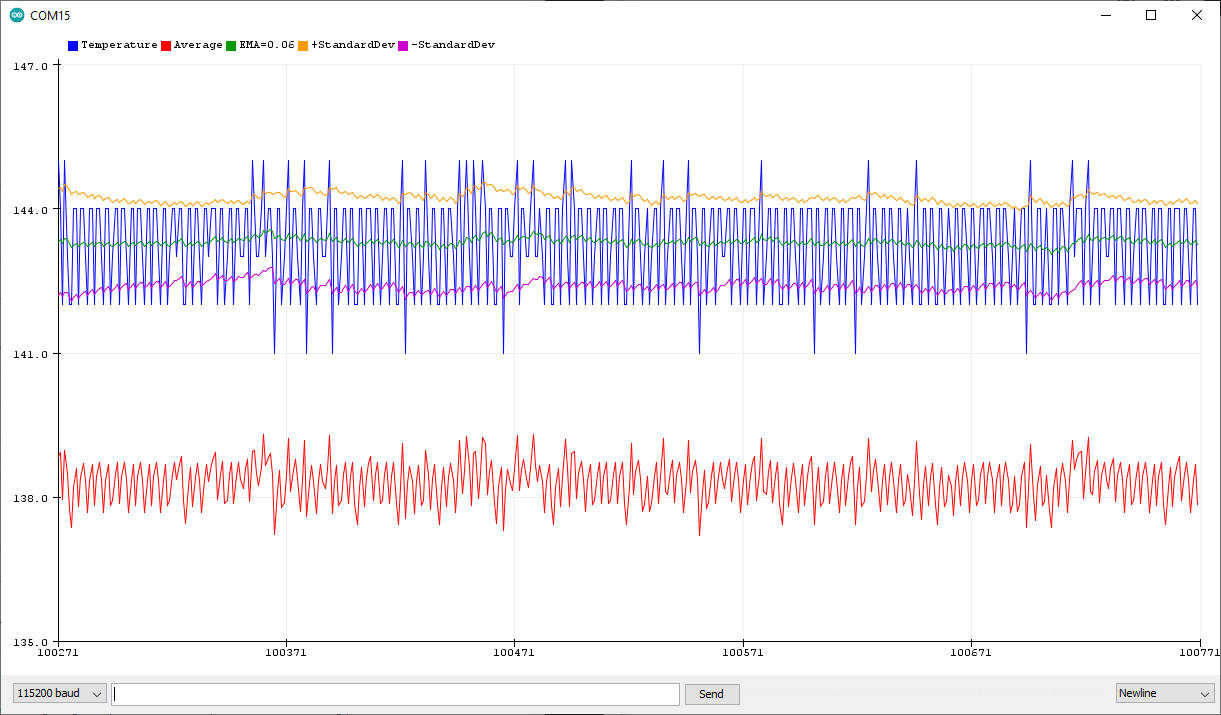 COM15
Temperature Average EMA=0.06 +StandardDev -StandardDev
147.0
144.0
141.0
138.0
135.0
100271 100371 100471 100571 100671 100771
115200 baud Send Newline